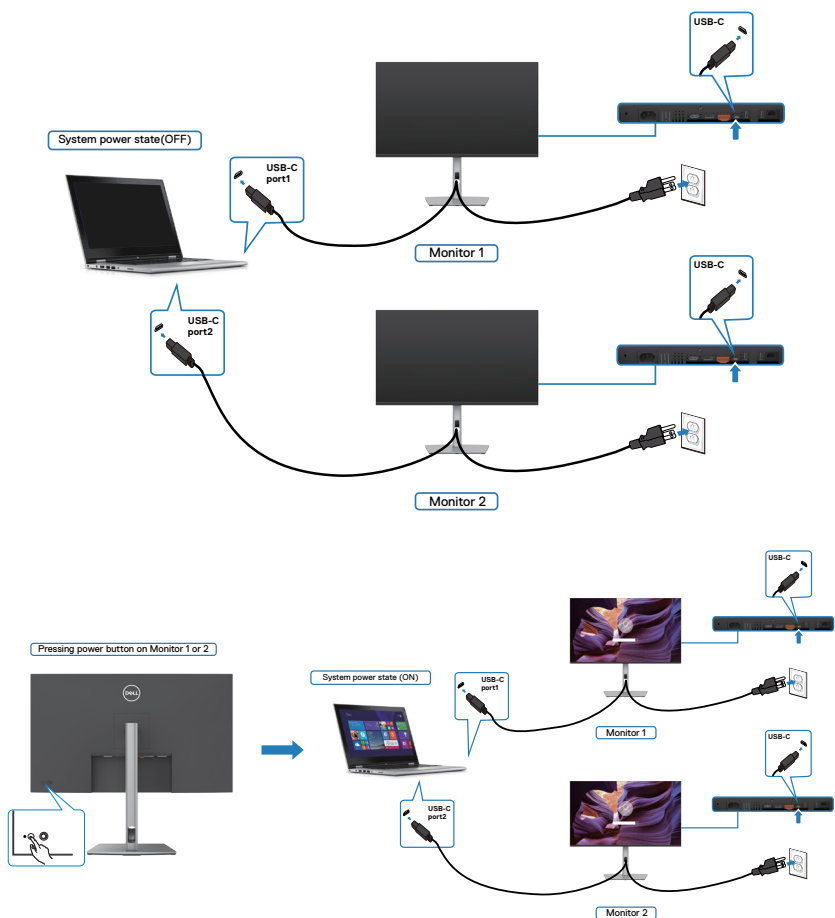 USB-C
System power state(OFF)
USB-C
port1
Monitor 1
USB-C
USB-C
port2
Monitor 2
USB-C
Pressing power button on Monitor 1 or 2
DELL
System power state (ON)
USB-C
port1
Monitor 1
USB-C
USB-C
port2
Monitor 2